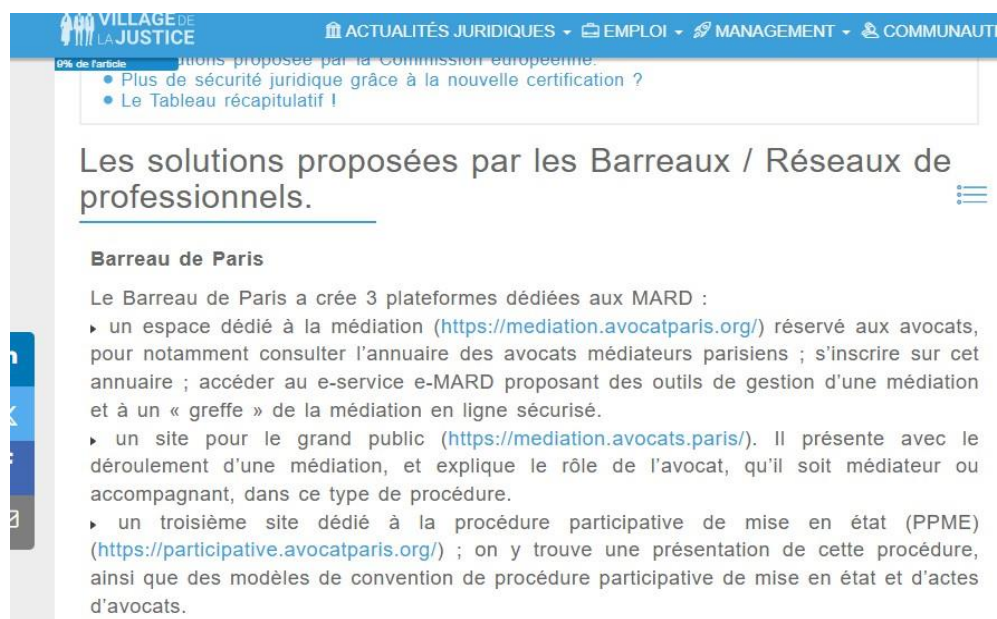 VILLAGE DE
LA JUSTICE
ACTUALITÉS JURIDIQUES EMPLOI MANAGEMENT COMMUNAUT
9% de l'article
utions proposée par la Commission européenne.
• Plus de sécurité juridique grâce à la nouvelle certification ?
• Le Tableau récapitulatif !
Les solutions proposées par les Barreaux / Réseaux de
professionnels.
Barreau de Paris
Le Barreau de Paris a crée 3 plateformes dédiées aux MARD :
▸ un espace dédié à la médiation (https://mediation.avocatparis.org/) réservé aux avocats,
pour notamment consulter l’annuaire des avocats médiateurs parisiens ; s’inscrire sur cet
annuaire ; accéder au e-service e-MARD proposant des outils de gestion d’une médiation
et à un « greffe » de la médiation en ligne sécurisé.
▸ un site pour le grand public (https://mediation.avocats.paris/). Il présente avec le
déroulement d’une médiation, et explique le rôle de l’avocat, qu’il soit médiateur ou
accompagnant, dans ce type de procédure.
▸ un troisième site dédié à la procédure participative de mise en état (PPME)
(https://participative.avocatparis.org/) ; on y trouve une présentation de cette procédure,
ainsi que des modèles de convention de procédure participative de mise en état et d’actes
d’avocats.